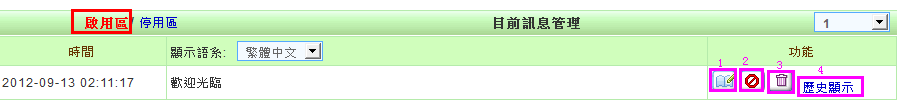 啟用區 / 停用區 目前訊息管理 1
時間 顯示語系: 繁體中文 功能
1 2 3 4
2012-09-13 02:11:17 歡迎光臨 歷史顯示